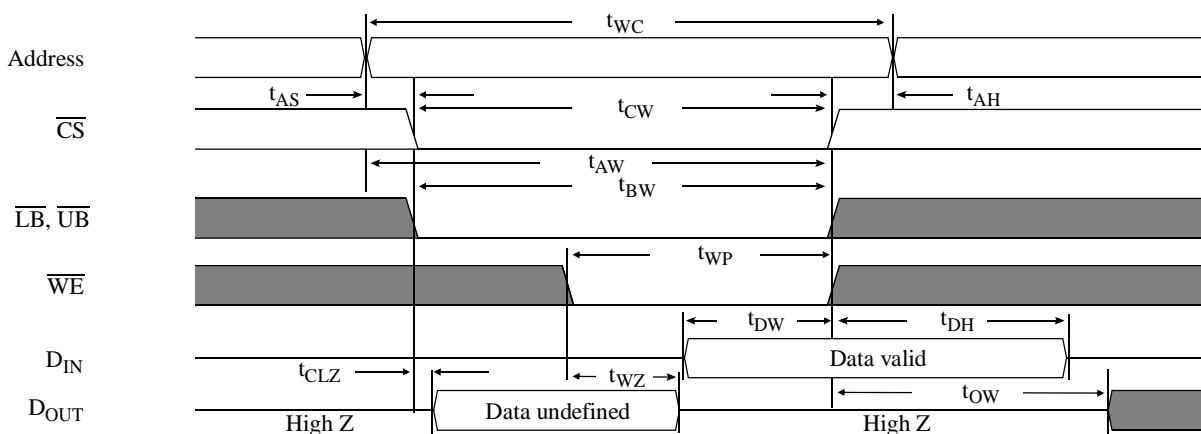 tWC
Address
tAS
tAH
tCW
CS
tAW
tBW
LB, UB
tWP
WE
tDW
tDH
DIN
Data valid
tCLZ
tWZ
tOW
DOUT
High Z
Data undefined
High Z